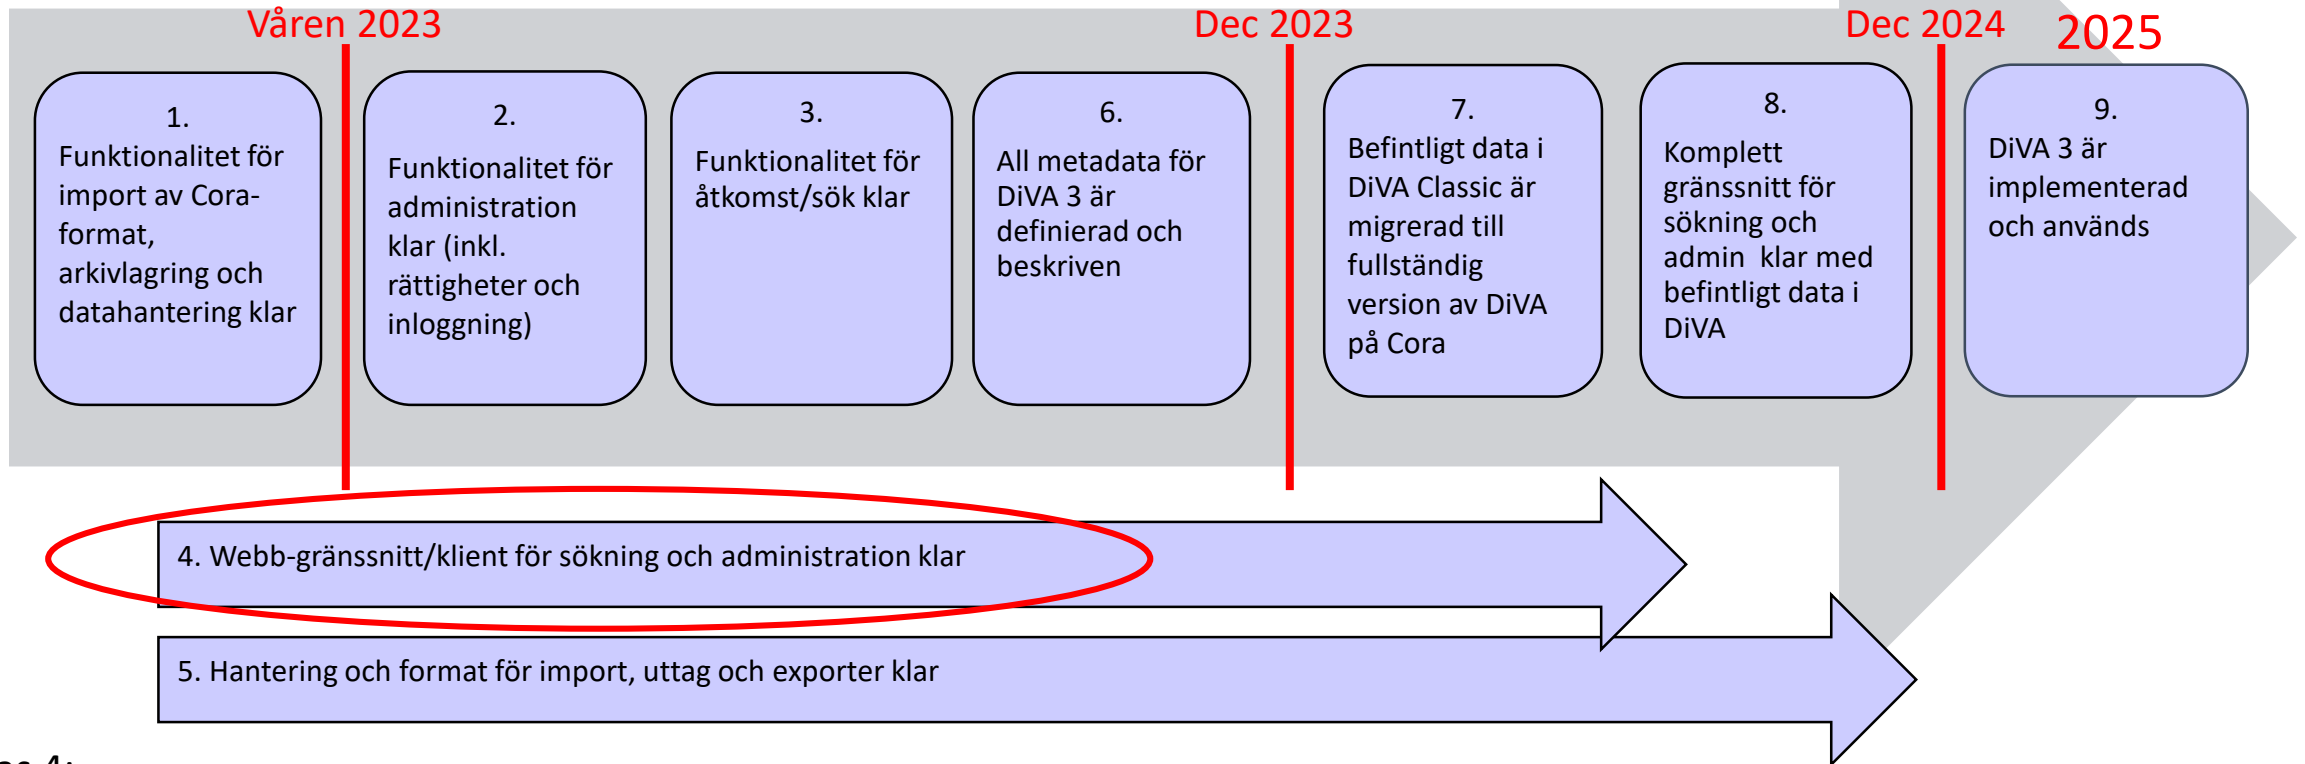 Våren 2023
Dec 2023
Dec 2024
2025
1.
Funktionalitet för
import av Cora-
format,
arkivlagring och
datahantering klar
2.
Funktionalitet för
administration
klar (inkl.
rättigheter och
inloggning)
3.
Funktionalitet för
åtkomst/sök klar
6.
All metadata för
DiVA 3 är
definierad och
beskriven
7.
Befintligt data i
DiVA Classic är
migrerad till
fullständig
version av DiVA
på Cora
8.
Komplett
gränssnitt för
sökning och
admin  klar med
befintligt data i
DiVA
9.
DiVA 3 är
implementerad
och används
4. Webb-gränssnitt/klient för sökning och administration klar
5. Hantering och format för import, uttag och exporter klar
4: